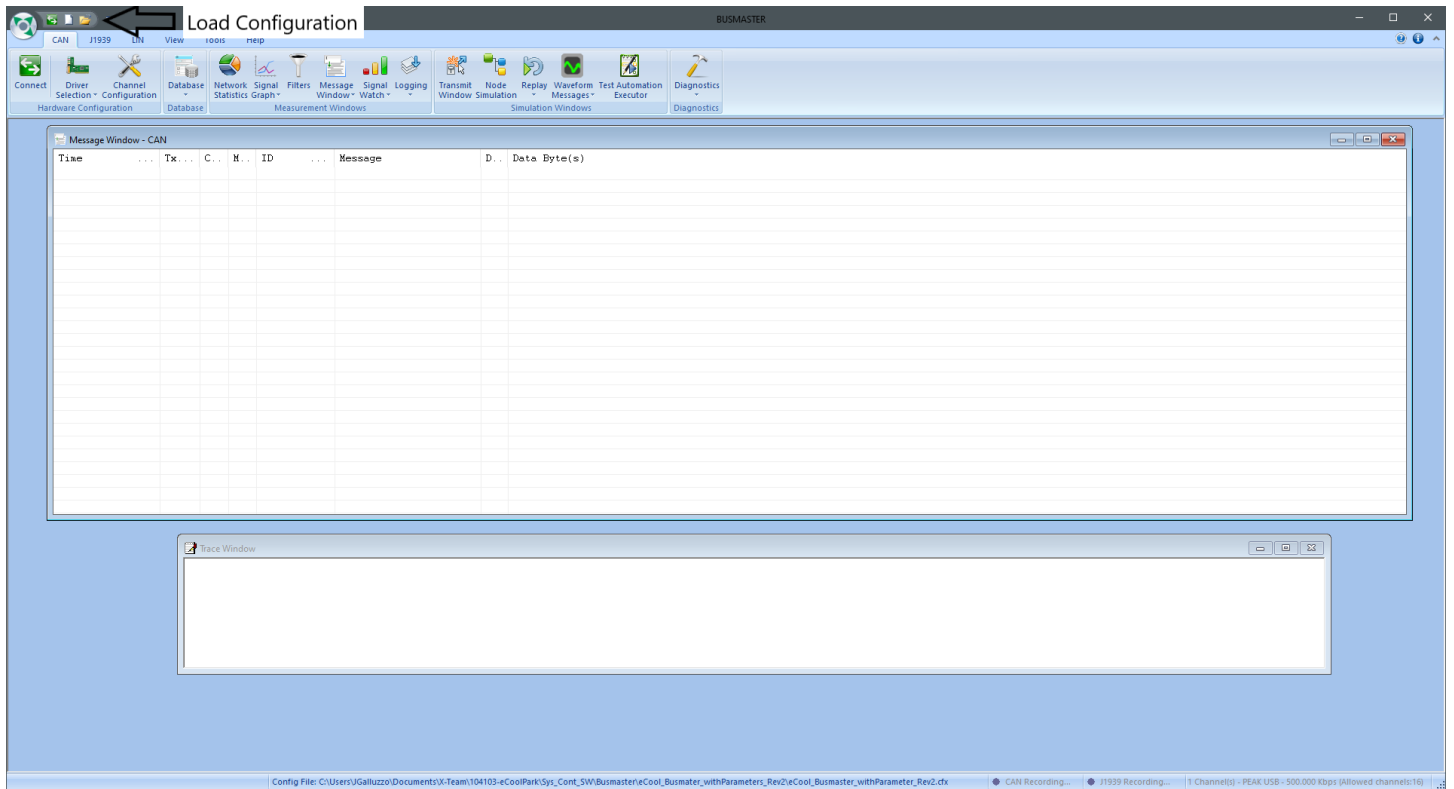 Load Configuration
BUSMASTER
CAN J1939 LIN View Tools Help
Connect Driver Selection Channel Configuration Database Network Statistics Signal Graph Filters Message Window Signal Watch Logging Transmit Window Node Simulation Replay Waveform Messages Test Automation Executor Diagnostics
Hardware Configuration Database Measurement Windows Simulation Windows Diagnostics
Message Window - CAN
Time ... Tx... C.. M.. ID ... Message D.. Data Byte(s)
Trace Window
Config File: C:\Users\JGalluzzo\Documents\X-Team\104103-eCoolPark\Sys_Cont_SW\Busmaster\eCool_Busmater_withParameters_Rev2\eCool_Busmaster_withParameter_Rev2.cfx CAN Recording... J1939 Recording... 1 Channel(s) - PEAK USB - 500.000 Kbps (Allowed channels:16)